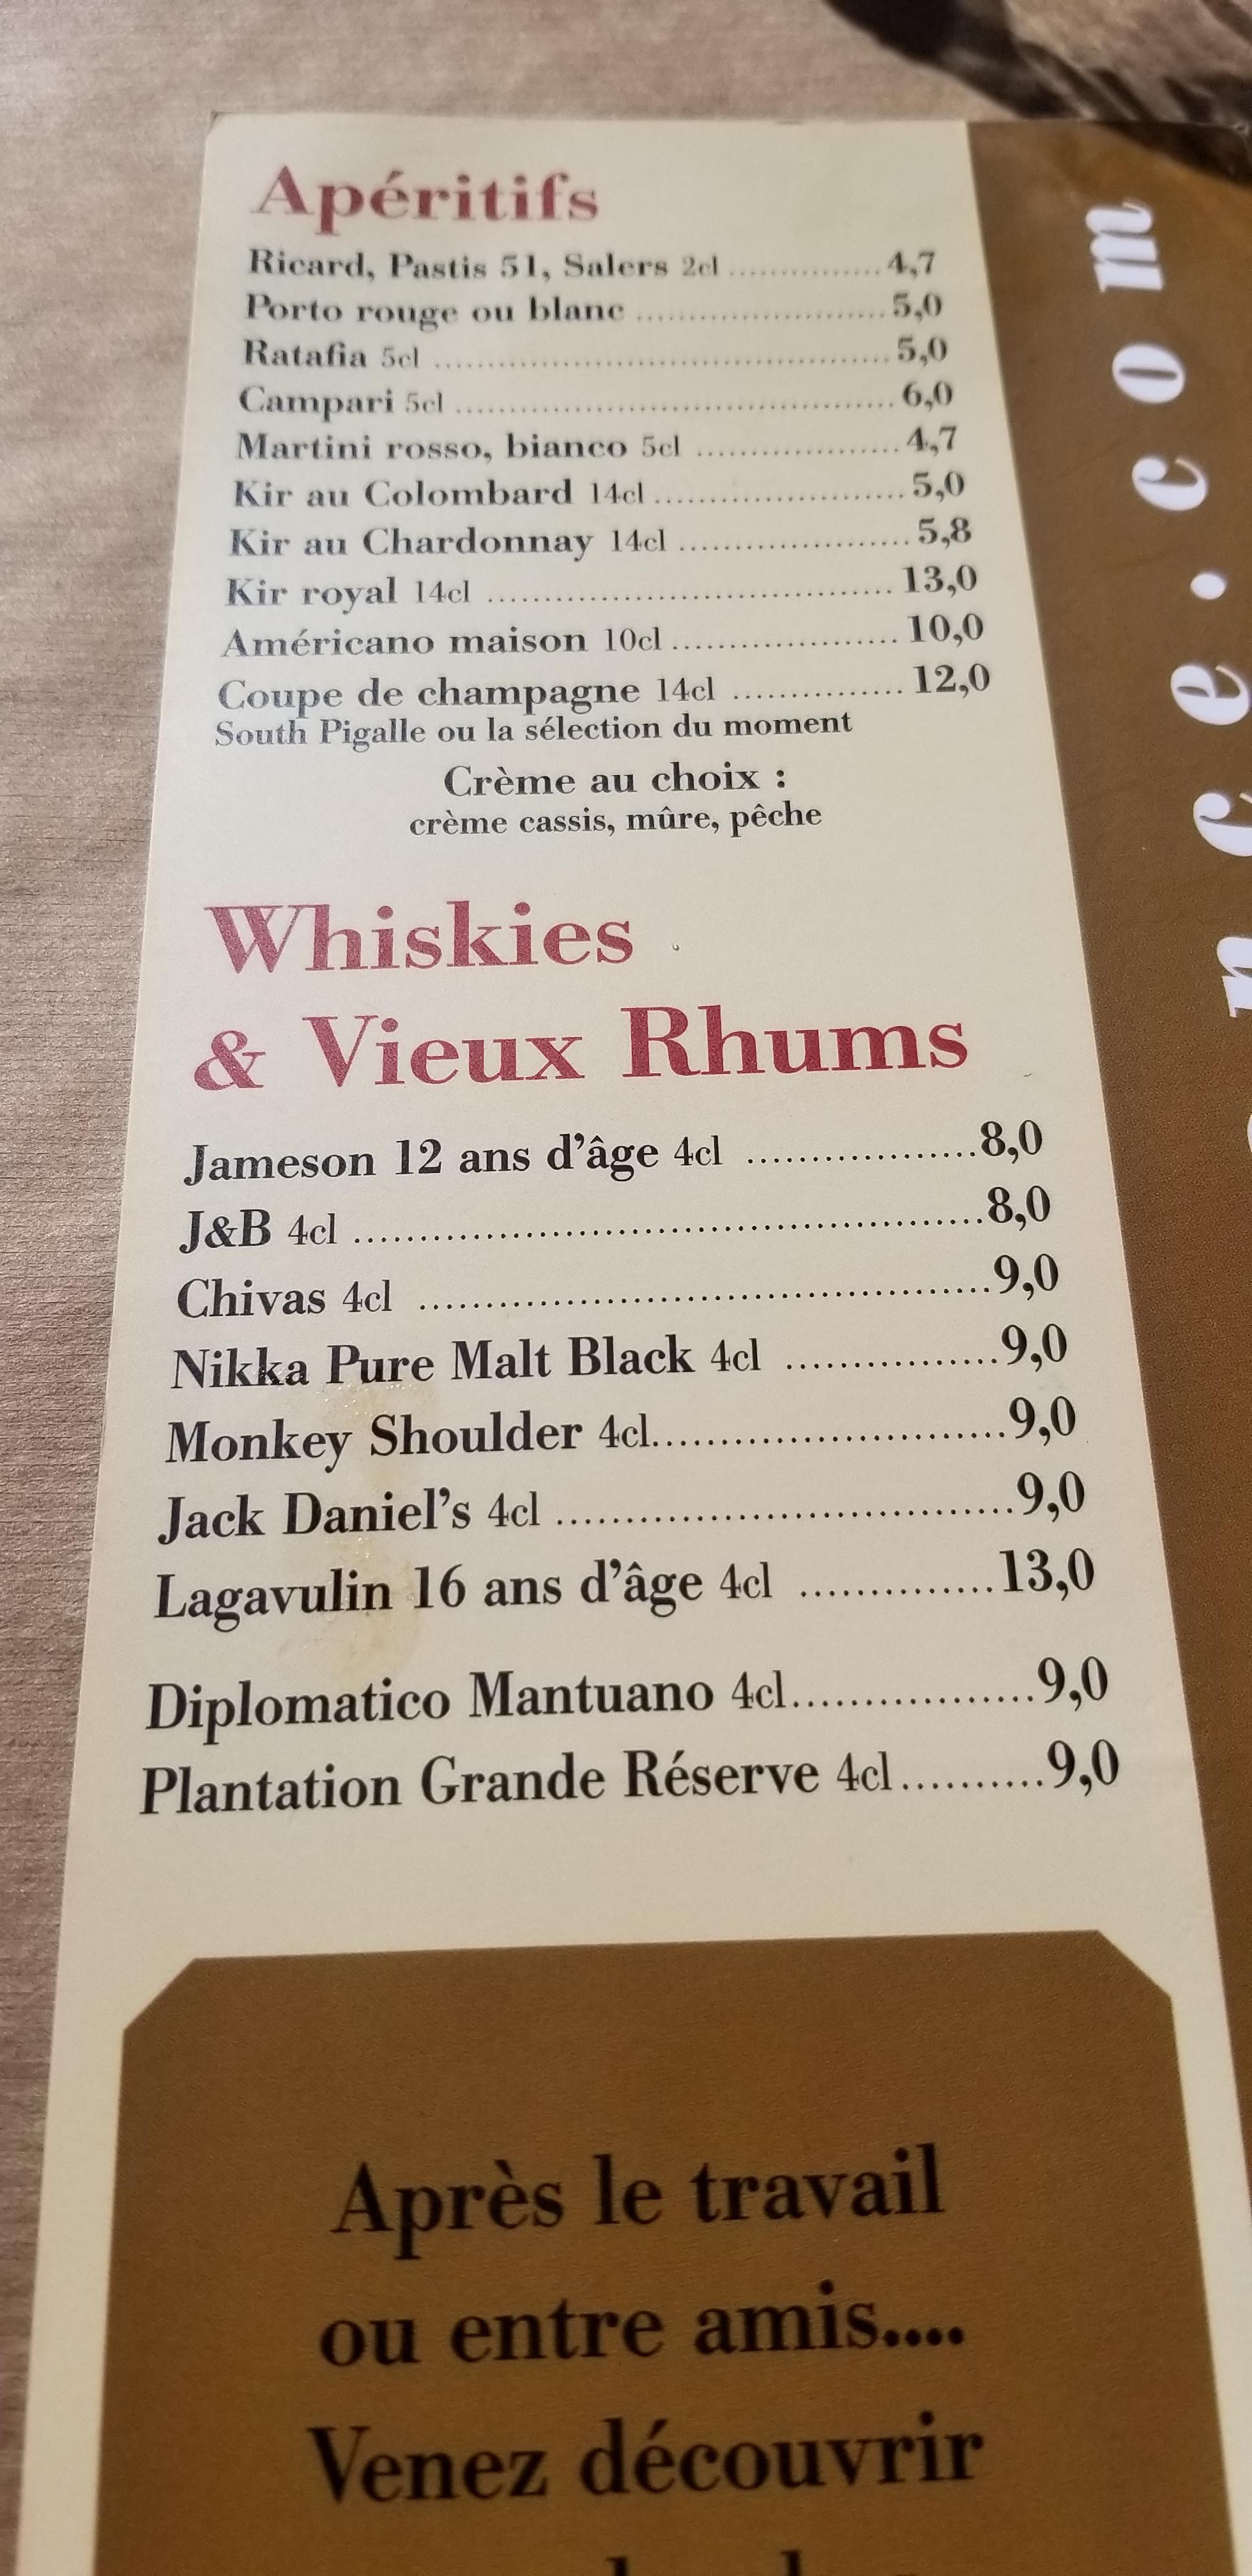 Apéritifs
Ricard, Pastis 51, Salers 2cl ............... 4,7
Porto rouge ou blanc ........................ 5,0
Ratafia 5cl ............................................ 5,0
Campari 5cl .......................................... 6,0
Martini rosso, bianco 5cl .................... 4,7
Kir au Colombard 14cl ........................ 5,0
Kir au Chardonnay 14cl ...................... 5,8
Kir royal 14cl ....................................... 13,0
Américano maison 10cl ..................... 10,0
Coupe de champagne 14cl ............... 12,0
South Pigalle ou la sélection du moment
Crème au choix :
crème cassis, mûre, pêche
Whiskies
& Vieux Rhums
Jameson 12 ans d'âge 4cl .................. 8,0
J&B 4cl ................................................ 8,0
Chivas 4cl ............................................ 9,0
Nikka Pure Malt Black 4cl ................ 9,0
Monkey Shoulder 4cl.......................... 9,0
Jack Daniel's 4cl ................................. 9,0
Lagavulin 16 ans d'âge 4cl .............. 13,0
Diplomatico Mantuano 4cl................. 9,0
Plantation Grande Réserve 4cl.......... 9,0
Après le travail
ou entre amis....
Venez découvrir
nce.com